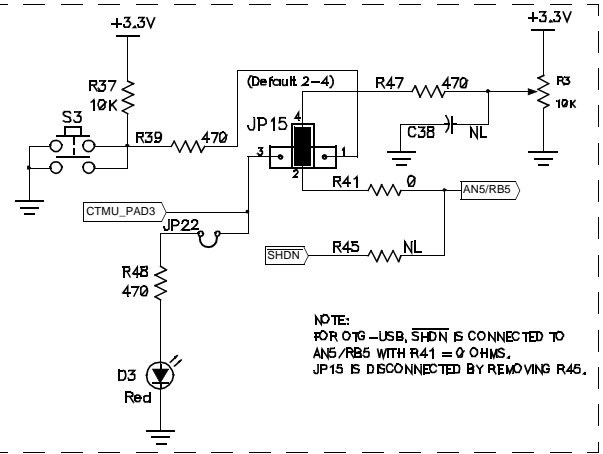 +3.3V
+3.3V
R37
10K
(Default 2-4)
R47
470
R3
10K
S3
R39
470
JP15
4
3
1
2
C38
NL
R41
0
AN5/RB5
CTMU_PAD3
JP22
SHDN
R45
NL
R48
470
D3
Red
NOTE:
FOR OTG-USB, SHDN IS CONNECTED TO
AN5/RB5 WITH R41 = 0 OHMS.
JP15 IS DISCONNECTED BY REMOVING R45.